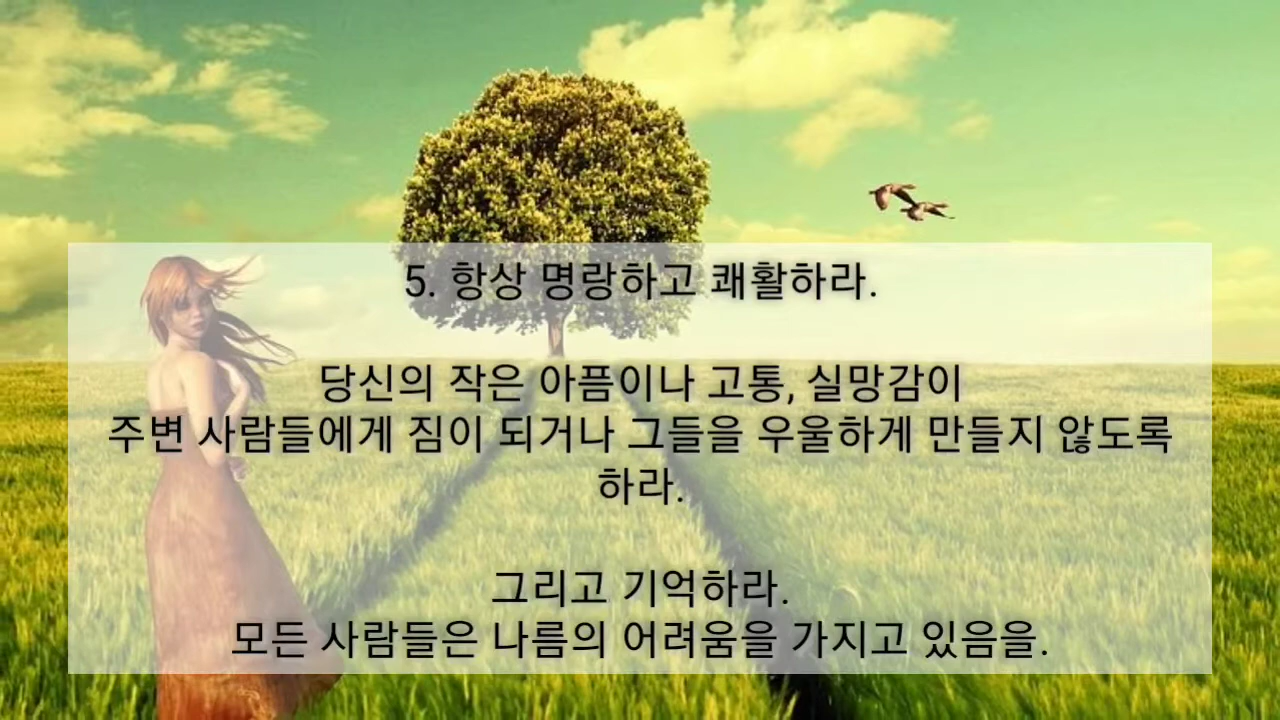 5. 항상 명랑하고 쾌활하라.
당신의 작은 아픔이나 고통, 실망감이
주변 사람들에게 짐이 되거나 그들을 우울하게 만들지 않도록
하라.
그리고 기억하라.
모든 사람들은 나름의 어려움을 가지고 있음을.